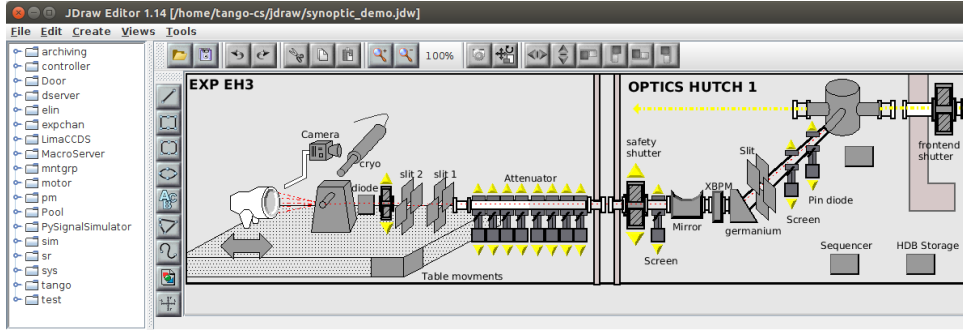 JDraw Editor 1.14 [/home/tango-cs/jdraw/synoptic_demo.jdw]
File Edit Create Views Tools
100%
archiving
controller
Door
dserver
elin
expchan
LimaCCDS
MacroServer
mntgrp
motor
pm
Pool
PySignalSimulator
sim
sr
sys
tango
test
EXP EH3
Camera
cryo
diode
slit 2
slit 1
Attenuator
Table movments
OPTICS HUTCH 1
safety
shutter
Screen
Mirror
XBPM
germanium
Slit
Screen
Pin diode
frontend
shutter
Sequencer
HDB Storage